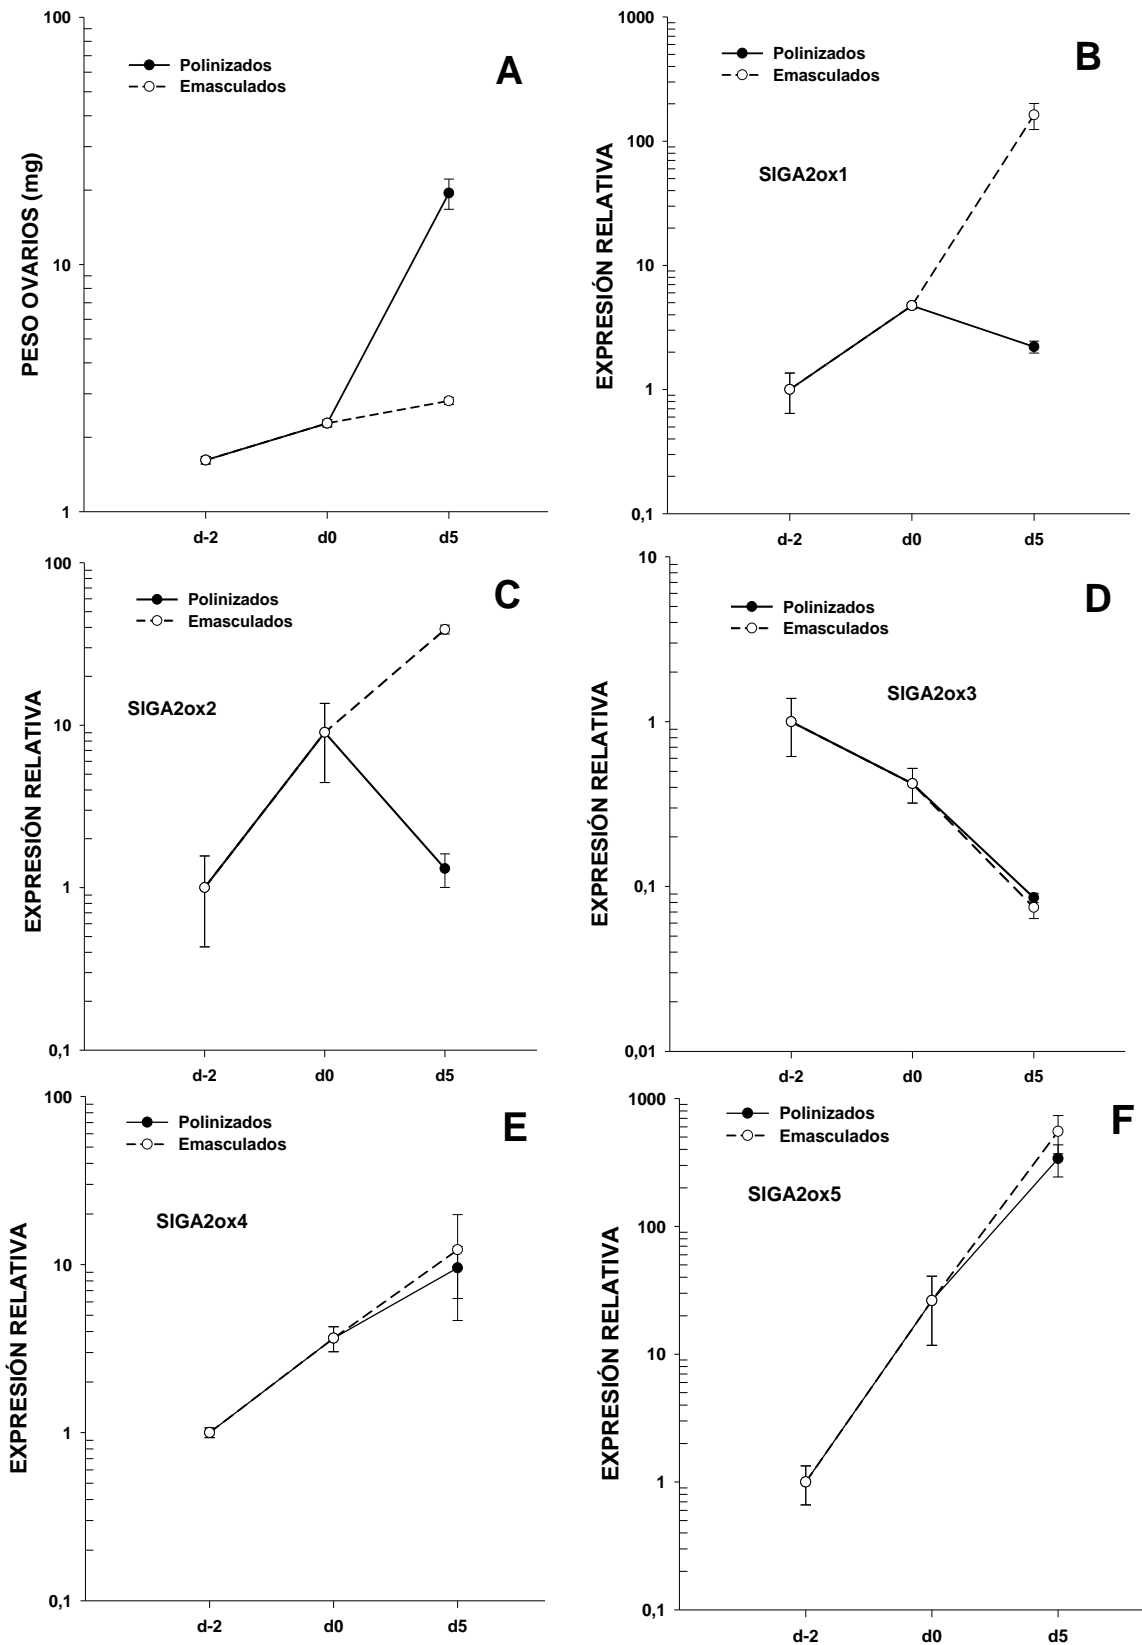 100
10
1
PESO OVARIOS (mg)
Polinizados
Emasculados
A
d-2 d0 d5
1000
100
10
1
0,1
EXPRESIÓN RELATIVA
Polinizados
Emasculados
B
SlGA2ox1
d-2 d0 d5
100
10
1
0,1
EXPRESIÓN RELATIVA
Polinizados
Emasculados
C
SlGA2ox2
d-2 d0 d5
10
1
0,1
0,01
EXPRESIÓN RELATIVA
Polinizados
Emasculados
D
SlGA2ox3
d-2 d0 d5
100
10
1
0,1
EXPRESIÓN RELATIVA
Polinizados
Emasculados
E
SlGA2ox4
d-2 d0 d5
1000
100
10
1
0,1
EXPRESIÓN RELATIVA
Polinizados
Emasculados
F
SlGA2ox5
d-2 d0 d5